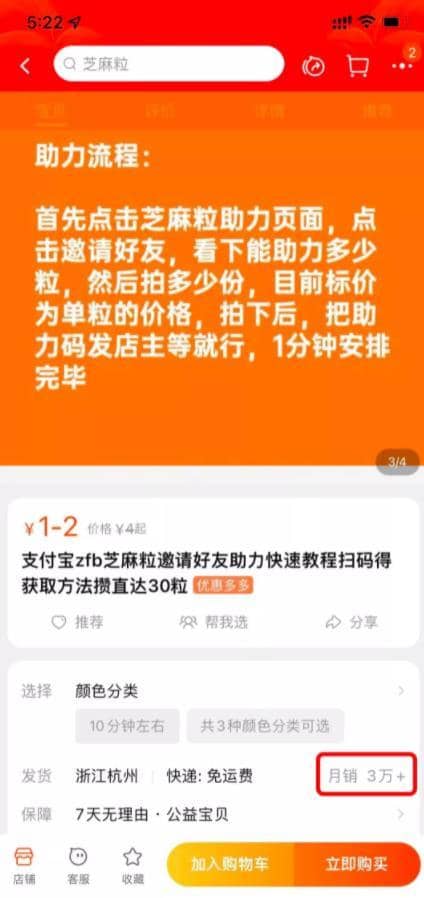 5:22
芝麻粒
2
助力流程：
首先点击芝麻粒助力页面，点
击邀请好友，看下能助力多少
粒，然后拍多少份，目前标价
为单粒的价格，拍下后，把助
力码发店主等就行，1分钟安排
完毕
3/4
¥1-2 价格 ¥4起
支付宝zfb芝麻粒邀请好友助力快速教程扫码得
获取方法攒直达30粒 优惠多多
推荐 帮我选 分享
选择 颜色分类
10分钟左右 共3种颜色分类可选
发货 浙江杭州 快递: 免运费 月销 3万+
保障 7天无理由 · 公益宝贝
店铺 客服 收藏 加入购物车 立即购买